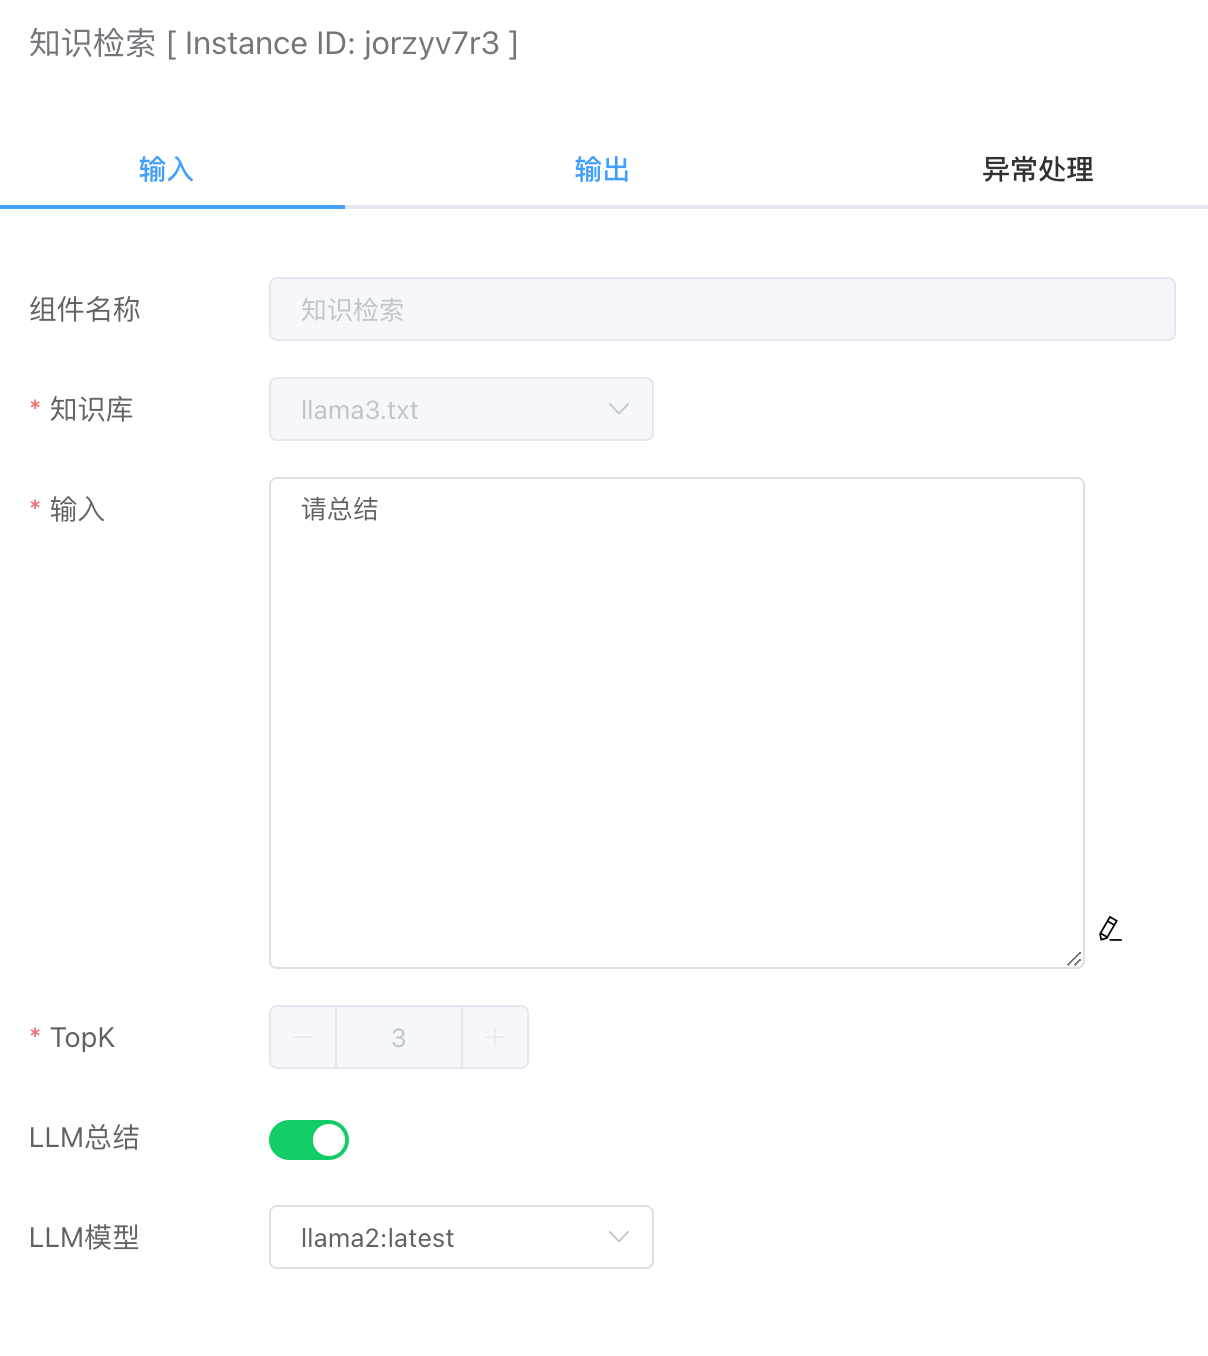 知识检索 [ Instance ID: jorzyv7r3 ]
输入 输出 异常处理
组件名称 知识检索
* 知识库 llama3.txt
* 输入 请总结
* TopK 3
LLM总结
LLM模型 llama2:latest